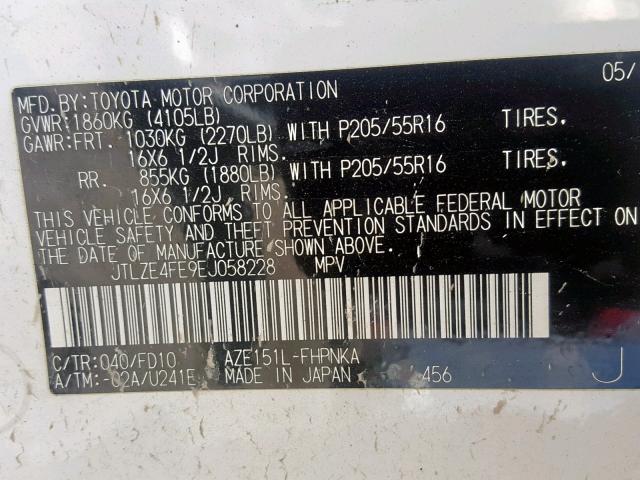 MFD.BY:TOYOTA MOTOR CORPORATION 05/
GVWR:1860KG (4105LB)
GAWR:FRT. 1030KG (2270LB) WITH P205/55R16 TIRES.
16X6 1/2J RIMS.
RR. 855KG (1880LB) WITH P205/55R16 TIRES.
16X6 1/2J RIMS.
THIS VEHICLE CONFORMS TO ALL APPLICABLE FEDERAL MOTOR
VEHICLE SAFETY AND THEFT PREVENTION STANDARDS IN EFFECT ON
THE DATE OF MANUFACTURE SHOWN ABOVE.
JTLZE4FE9EJ058228 MPV
C/TR:040/FD10 AZE151L-FHPNKA
A/TM:-02A/U241E MADE IN JAPAN 456 J